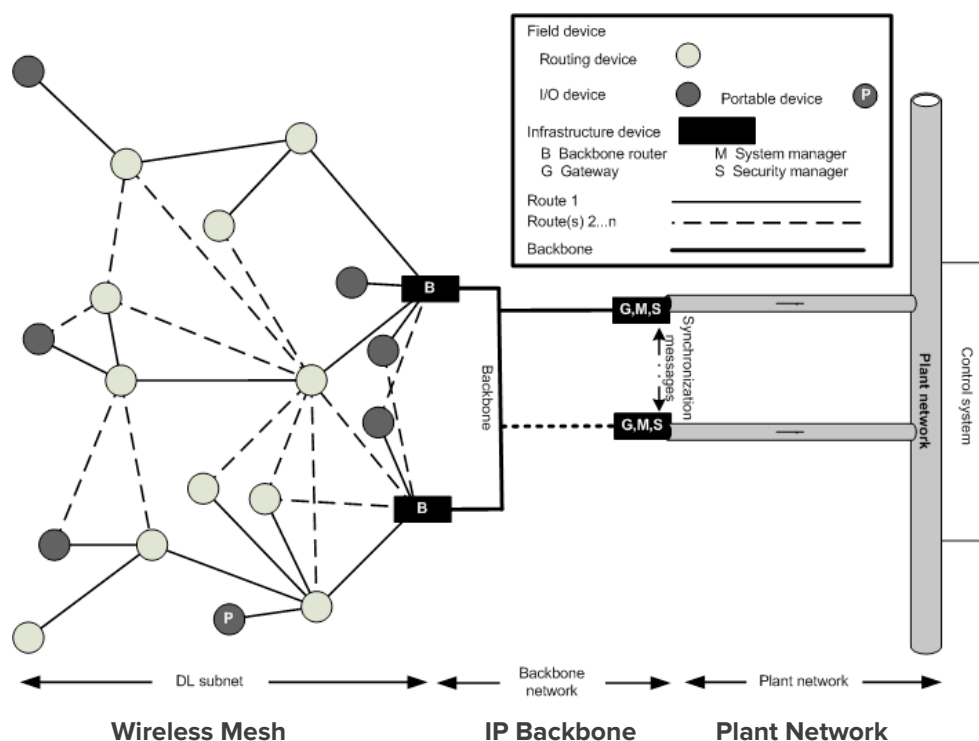 Field device
Routing device
I/O device
Portable device
P
Infrastructure device
B Backbone router
M System manager
G Gateway
S Security manager
Route 1
Route(s) 2...n
Backbone
B
G,M,S
Synchronization
messages
Backbone
G,M,S
Plant network
Control system
B
P
DL subnet
Backbone
network
Plant network
Wireless Mesh
IP Backbone
Plant Network